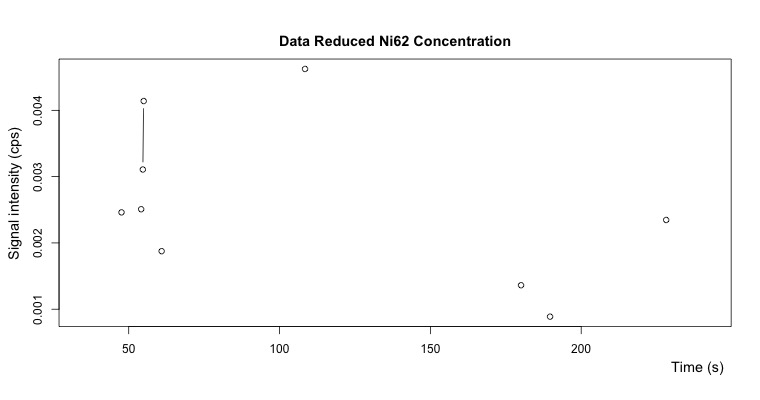 Data Reduced Ni62 Concentration
Signal intensity (cps)
0.004
0.003
0.002
0.001
50 100 150 200
Time (s)